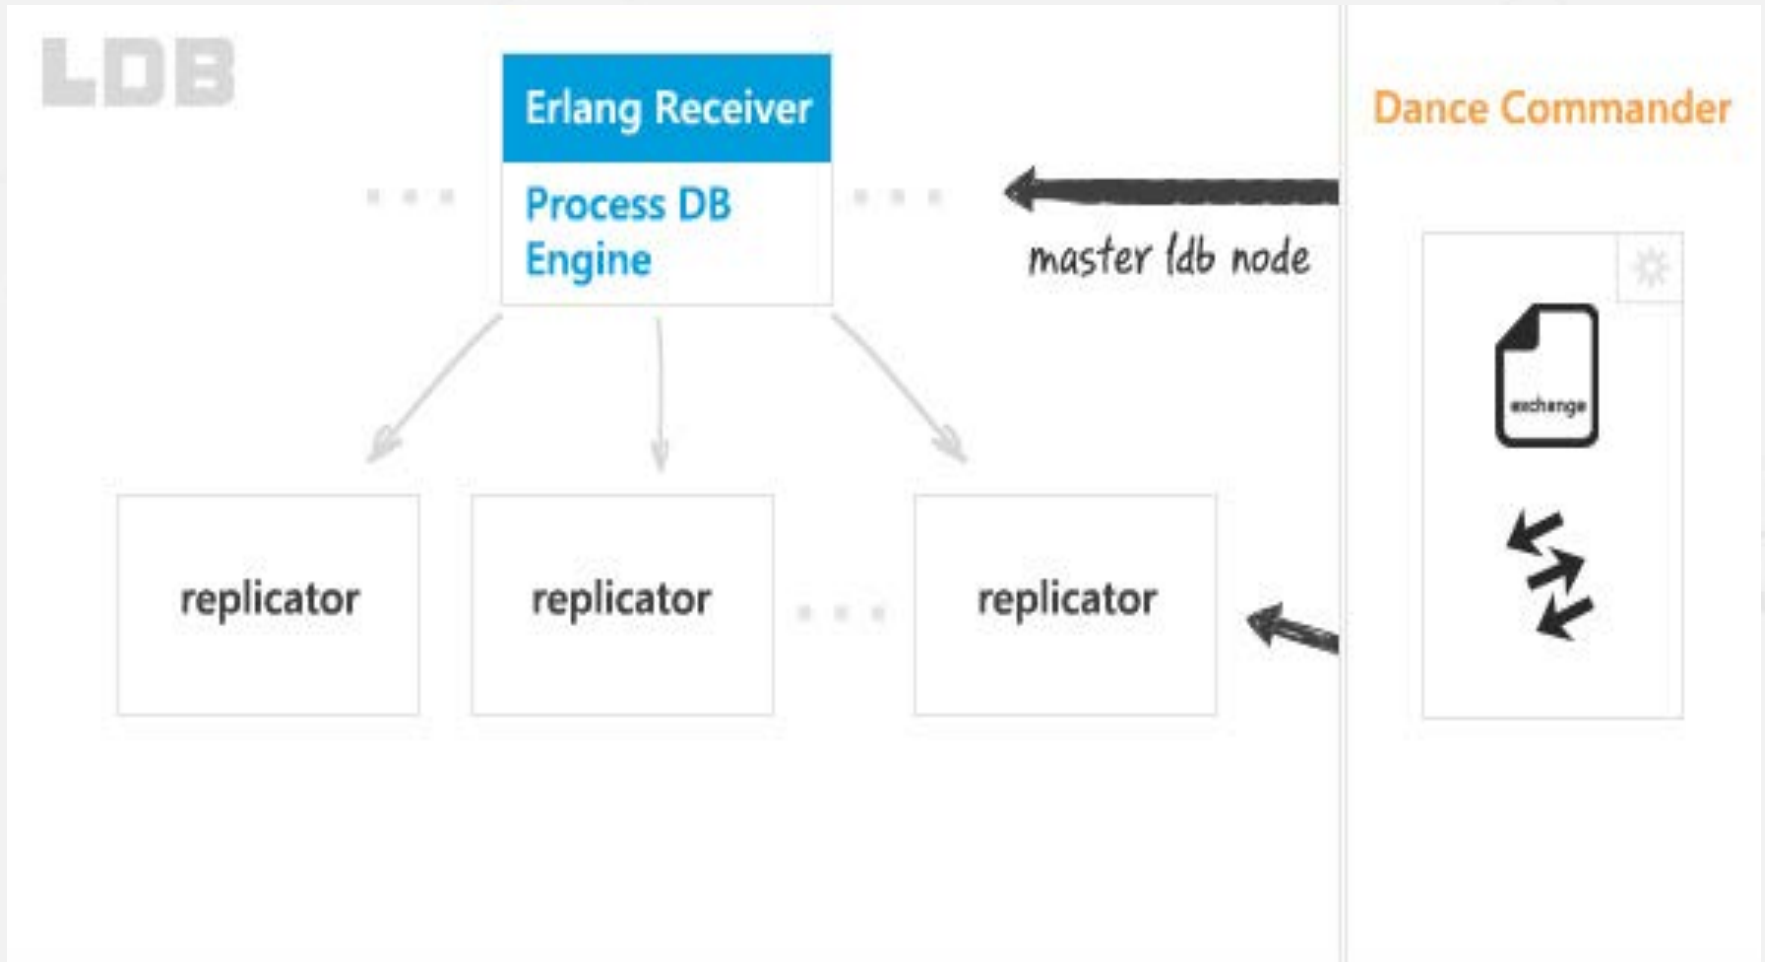 LDB
Erlang Receiver
Process DB
Engine
master ldb node
replicator
replicator
replicator
Dance Commander
exchange